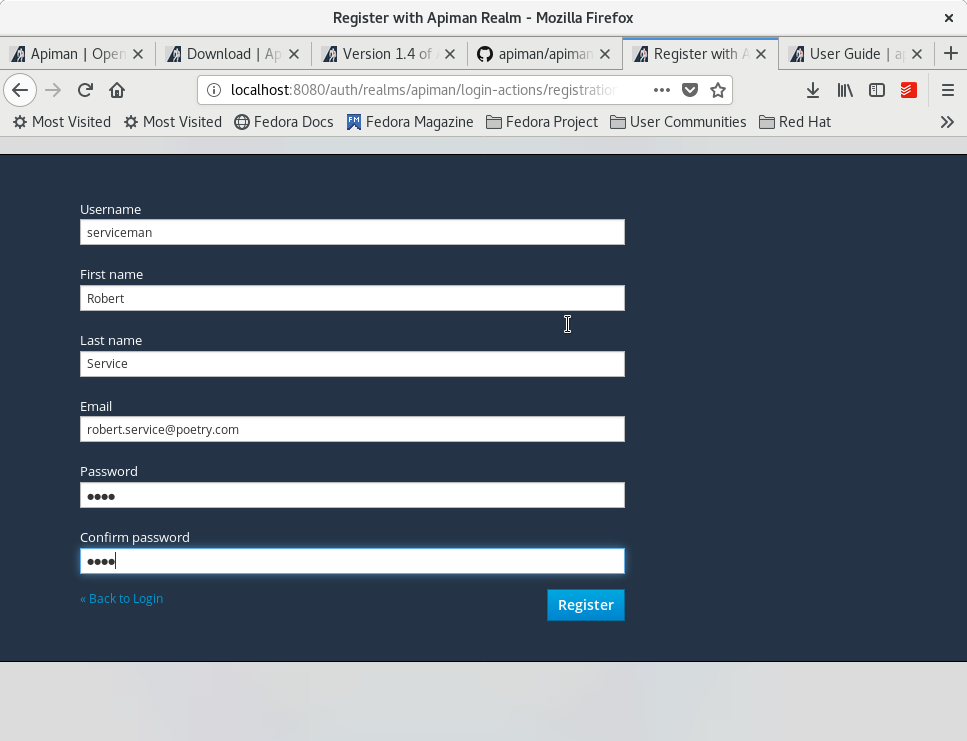 Register with Apiman Realm - Mozilla Firefox
Apiman | Open Download | Ap Version 1.4 of apiman/apiman Register with A User Guide | ap
localhost:8080/auth/realms/apiman/login-actions/registratio
Most Visited Most Visited Fedora Docs FM Fedora Magazine Fedora Project User Communities Red Hat
Username
serviceman
First name
Robert
Last name
Service
Email
robert.service@poetry.com
Password
●●●●
Confirm password
●●●●
« Back to Login Register